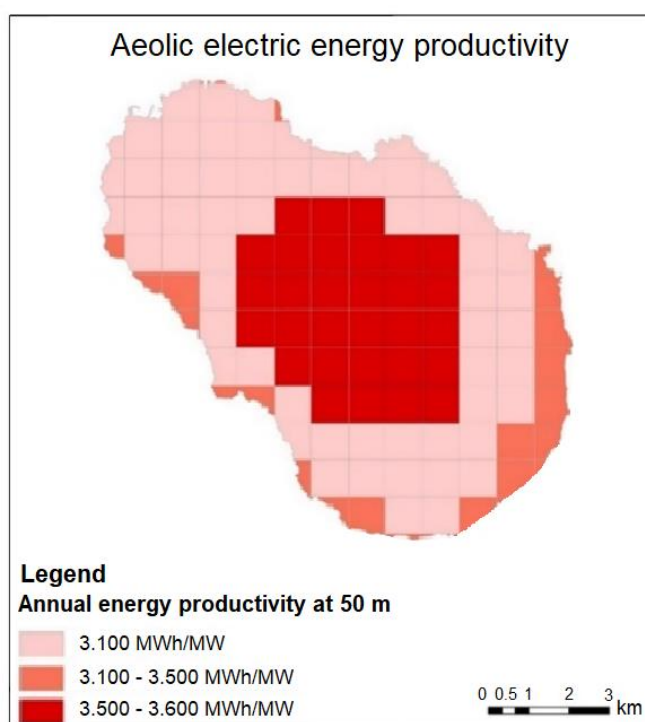 Aeolic electric energy productivity
Legend
Annual energy productivity at 50 m
3.100 MWh/MW
3.100 - 3.500 MWh/MW
3.500 - 3.600 MWh/MW
0 0.5 1 2 3
km